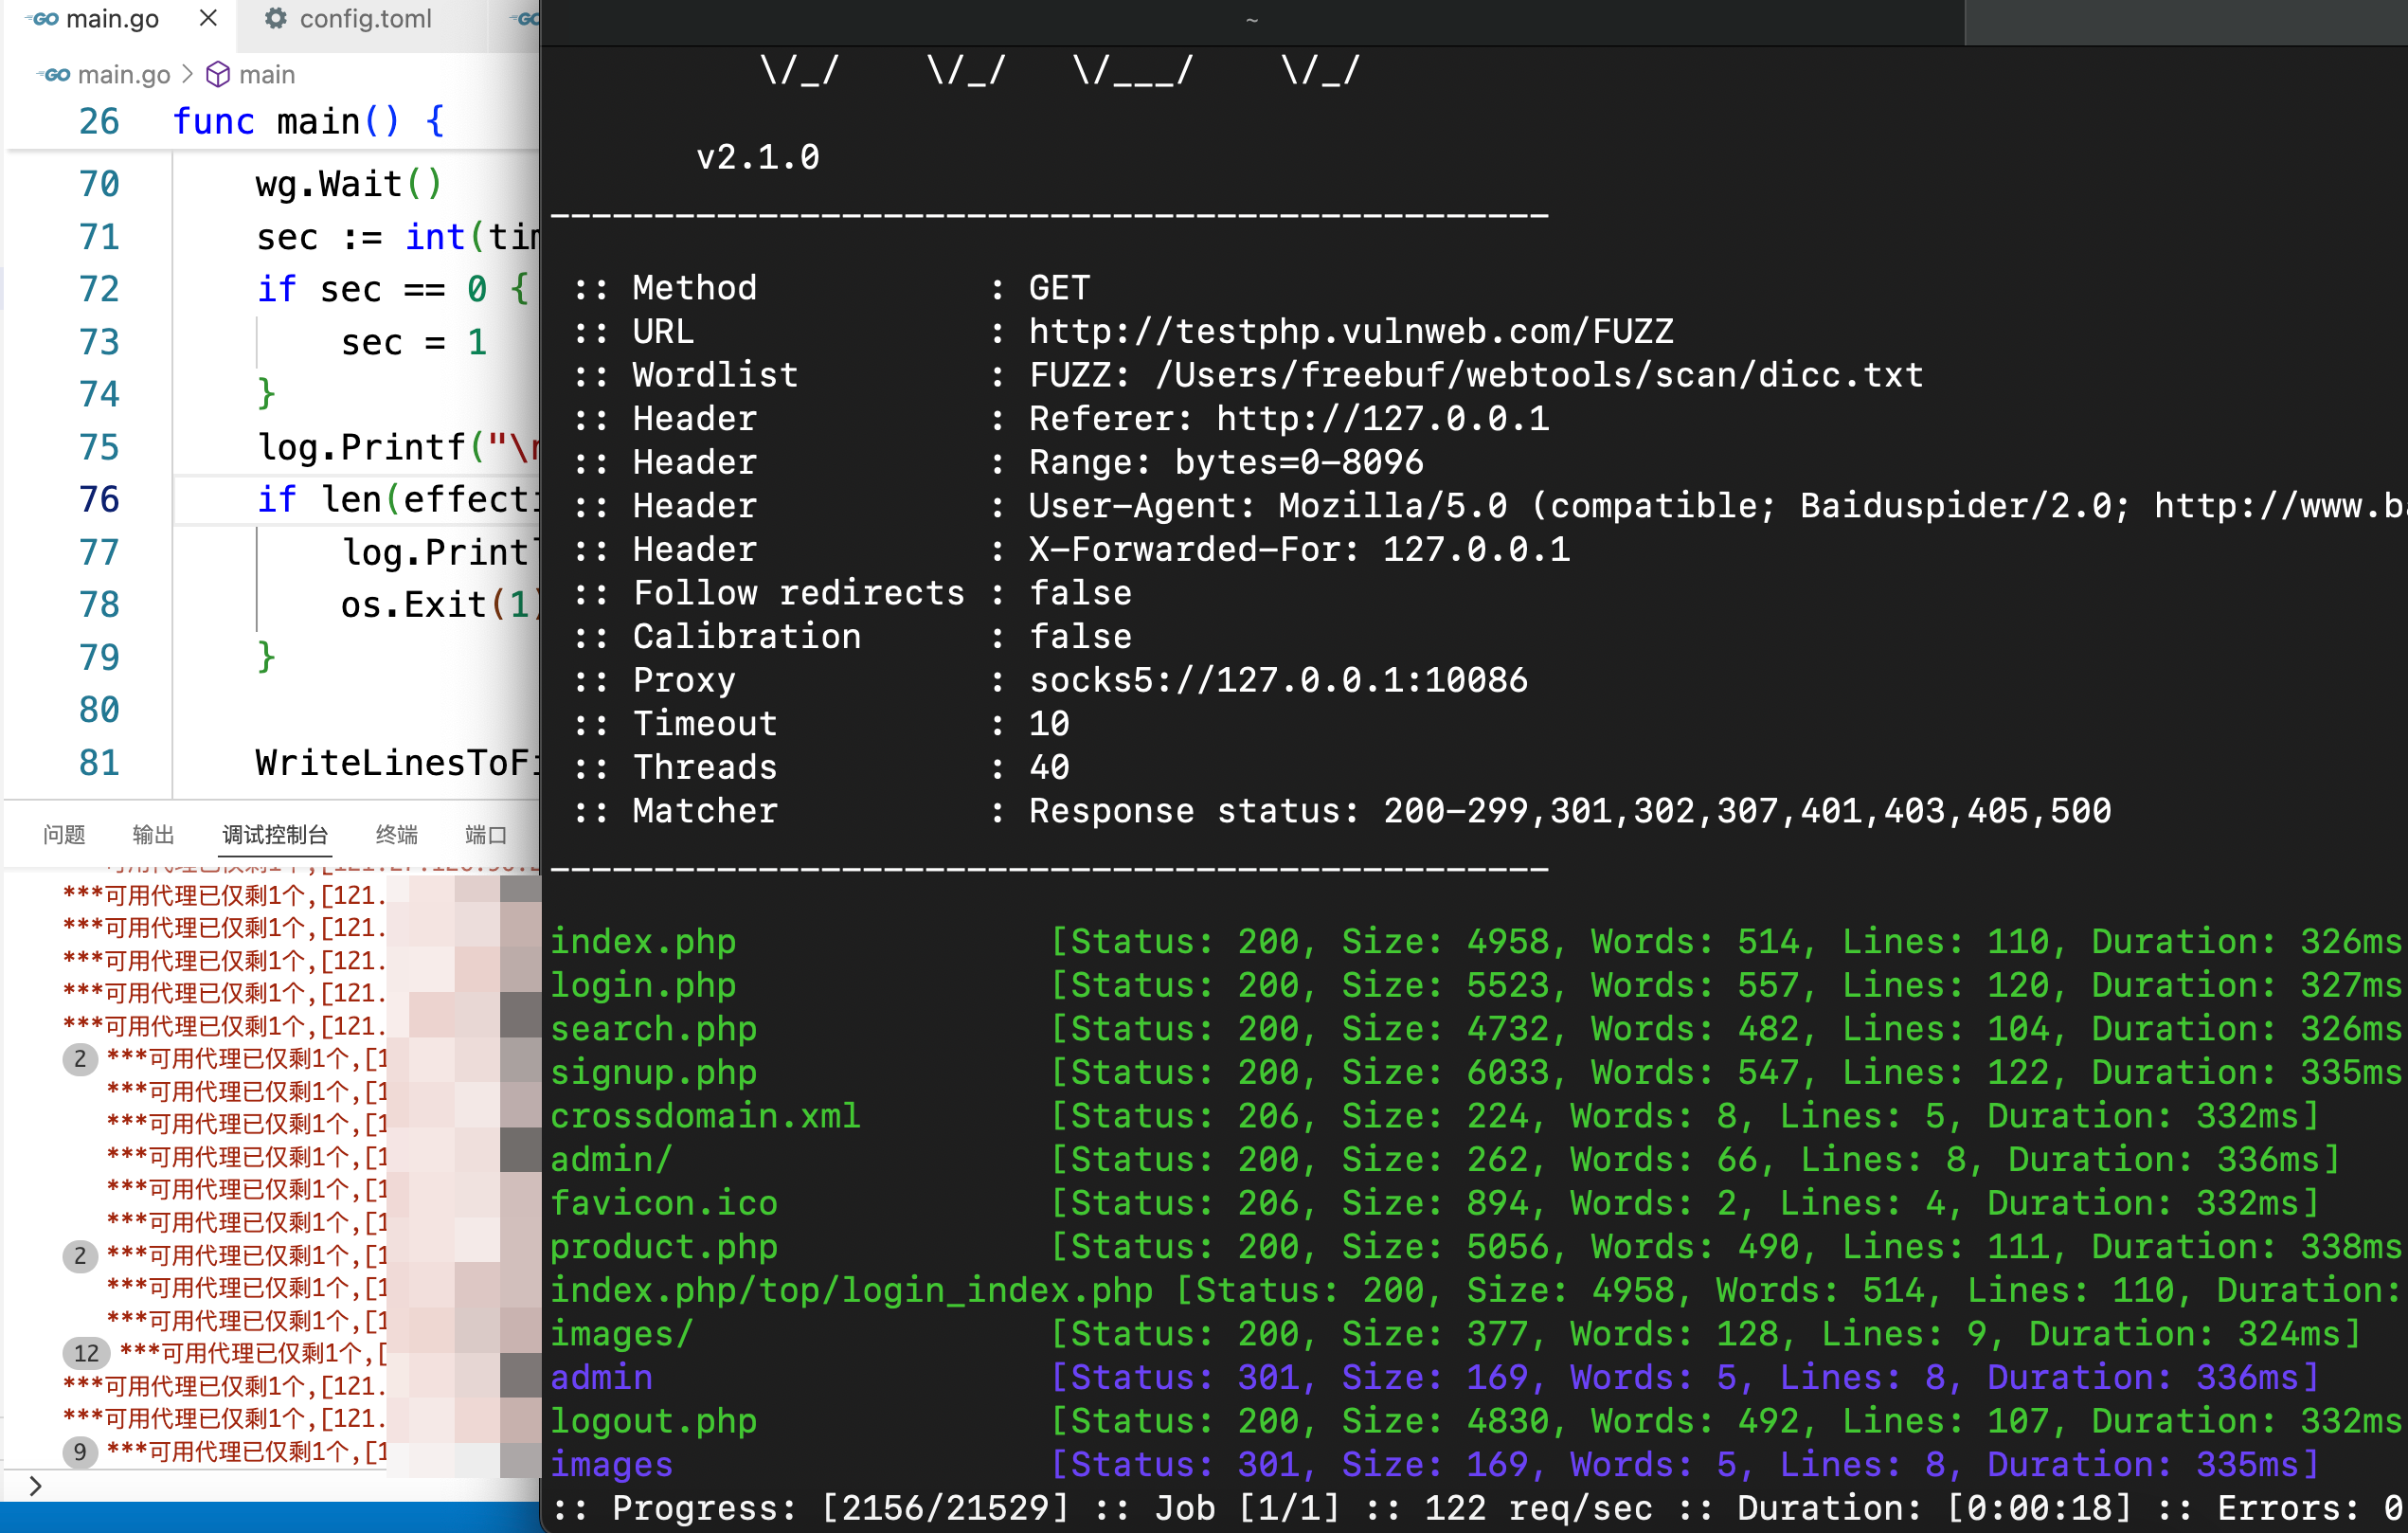 main.go
config.toml
main.go > main
26 func main() {
70 wg.Wait()
71 sec := int(
72 if sec == 0 {
73 sec = 1
74 }
75 log.Printf("\
76 if len(
77
78 os.Exit(1)
79 }
80
81
问题 输出 调试控制台 终端 端口
***可用代理已仅剩1个,[121.
***可用代理已仅剩1个,[121.
***可用代理已仅剩1个,[121.
***可用代理已仅剩1个,[121.
***可用代理已仅剩1个,[121.
2 ***可用代理已仅剩1个,[1
***可用代理已仅剩1个,[1
***可用代理已仅剩1个,[1
***可用代理已仅剩1个,[1
***可用代理已仅剩1个,[1
***可用代理已仅剩1个,[1
2 ***可用代理已仅剩1个,[1
***可用代理已仅剩1个,[1
***可用代理已仅剩1个,[1
12 ***可用代理已仅剩1个,[
***可用代理已仅剩1个,[121.
***可用代理已仅剩1个,[121.
9 ***可用代理已仅剩1个,[1
>
~
\/_/    \/_/   \/___/    \/_/
v2.1.0
________________________________________________
:: Method : GET
:: URL : http://testphp.vulnweb.com/FUZZ
:: Wordlist : FUZZ: /Users/freebuf/webtools/scan/dicc.txt
:: Header : Referer: http://127.0.0.1
:: Header : Range: bytes=0-8096
:: Header : User-Agent: Mozilla/5.0 (compatible; Baiduspider/2.0; http://www.
:: Header : X-Forwarded-For: 127.0.0.1
:: Follow redirects : false
:: Calibration : false
:: Proxy : socks5://127.0.0.1:10086
:: Timeout : 10
:: Threads : 40
:: Matcher : Response status: 200-299,301,302,307,401,403,405,500
________________________________________________
index.php [Status: 200, Size: 4958, Words: 514, Lines: 110, Duration: 326ms
login.php [Status: 200, Size: 5523, Words: 557, Lines: 120, Duration: 327ms
search.php [Status: 200, Size: 4732, Words: 482, Lines: 104, Duration: 326ms
signup.php [Status: 200, Size: 6033, Words: 547, Lines: 122, Duration: 335ms
crossdomain.xml [Status: 206, Size: 224, Words: 8, Lines: 5, Duration: 332ms]
admin/ [Status: 200, Size: 262, Words: 66, Lines: 8, Duration: 336ms]
favicon.ico [Status: 206, Size: 894, Words: 2, Lines: 4, Duration: 332ms]
product.php [Status: 200, Size: 5056, Words: 490, Lines: 111, Duration: 338ms
index.php/top/login_index.php [Status: 200, Size: 4958, Words: 514, Lines: 110, Duration:
images/ [Status: 200, Size: 377, Words: 128, Lines: 9, Duration: 324ms]
admin [Status: 301, Size: 169, Words: 5, Lines: 8, Duration: 336ms]
logout.php [Status: 200, Size: 4830, Words: 492, Lines: 107, Duration: 332ms
images [Status: 301, Size: 169, Words: 5, Lines: 8, Duration: 335ms]
:: Progress: [2156/21529] :: Job [1/1] :: 122 req/sec :: Duration: [0:00:18] :: Errors: 0